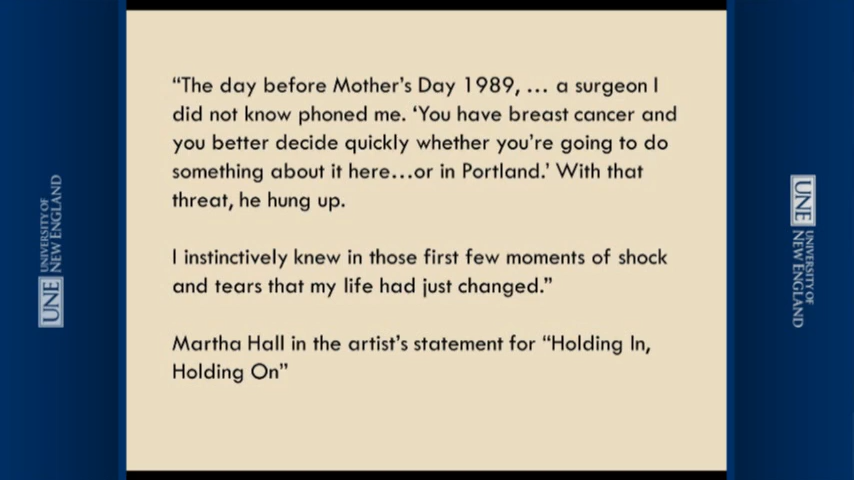 “The day before Mother’s Day 1989, … a surgeon I
did not know phoned me. ‘You have breast cancer and
you better decide quickly whether you’re going to do
something about it here…or in Portland.’ With that
threat, he hung up.
I instinctively knew in those first few moments of shock
and tears that my life had just changed.”
Martha Hall in the artist’s statement for “Holding In,
Holding On”
UNE
UNIVERSITY OF
NEW ENGLAND
UNE
UNIVERSITY OF
NEW ENGLAND